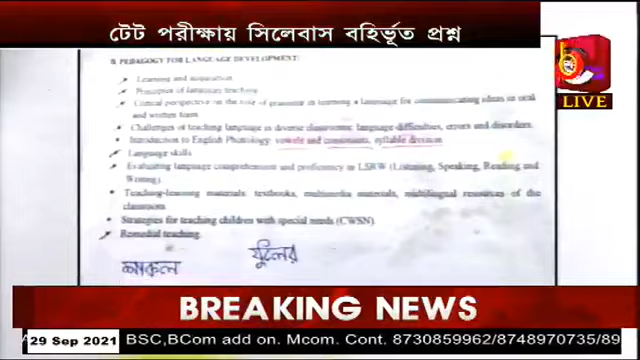 টেট পরীক্ষায় সিলেবাস বহির্ভূত প্রশ্ন
LIVE
B. PEDAGOGY FOR LANGUAGE DEVELOPMENT:
Learning and acquisition
Principles of language teaching
Critical perspective on the role of grammar in learning a language for communicating ideas in oral
and written form
Challenges of teaching language in diverse classrooms: language difficulties, errors and disorders.
Introduction to English Phonology: vowels and consonants, syllable division
Language skills
Evaluating language comprehension and proficiency in LSRW (Listening, Speaking, Reading and
Writing)
Teaching-learning materials: textbooks, multimedia materials, multilingual resources of the
classroom
Strategies for teaching children with special needs (CWSN)
Remedial teaching.
BREAKING NEWS
29 Sep 2021 BSC,BCom add on. Mcom. Cont. 8730859962/8748970735/89